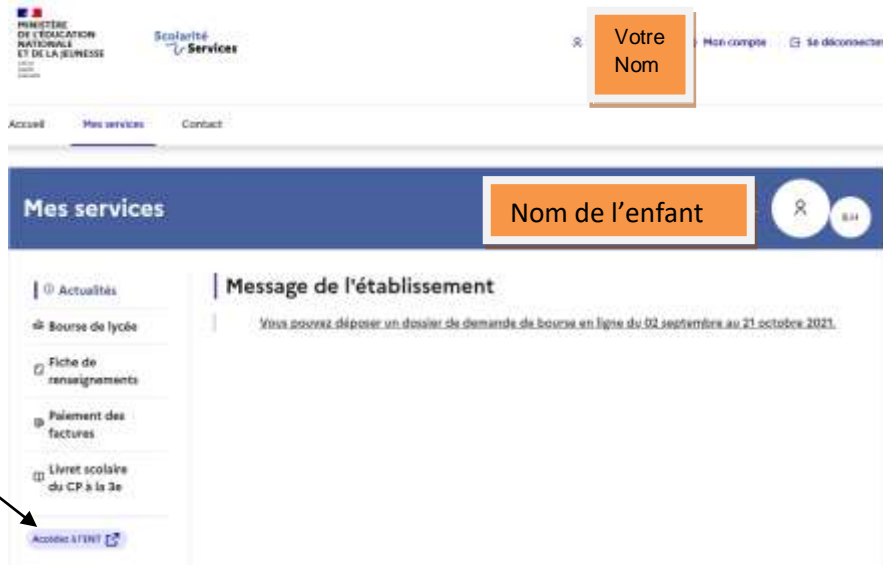 MINISTÈRE
DE L'ÉDUCATION
NATIONALE
ET DE LA JEUNESSE
Scolarité
Services
Votre
Nom
Mon compte
Se déconnecter
Accueil
Mes services
Contact
Mes services
Nom de l'enfant
Actualités
Message de l'établissement
Vous pouvez déposer un dossier de demande de bourse en ligne du 02 septembre au 21 octobre 2021.
Bourse de lycée
Fiche de
renseignements
Paiement des
factures
Livret scolaire
du CP à la 3e
Accédez à l'ENT